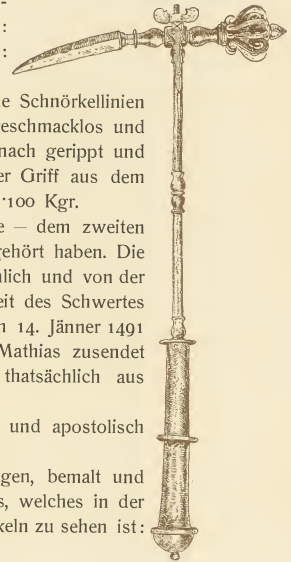 -
:
:
e Schnörkellinien
eschmacklos und
nach gerippt und
er Griff aus dem
·100 Kgr.
e — dem zweiten
gehört haben. Die
nlich und von der
eit des Schwertes
n 14. Jänner 1491
Mathias zusendet
thatsächlich aus
und apostolisch
gen, bemalt und
s, welches in der
keln zu sehen ist: